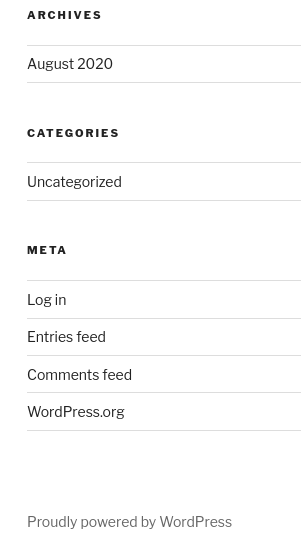 ARCHIVES
August 2020
CATEGORIES
Uncategorized
META
Log in
Entries feed
Comments feed
WordPress.org
Proudly powered by WordPress